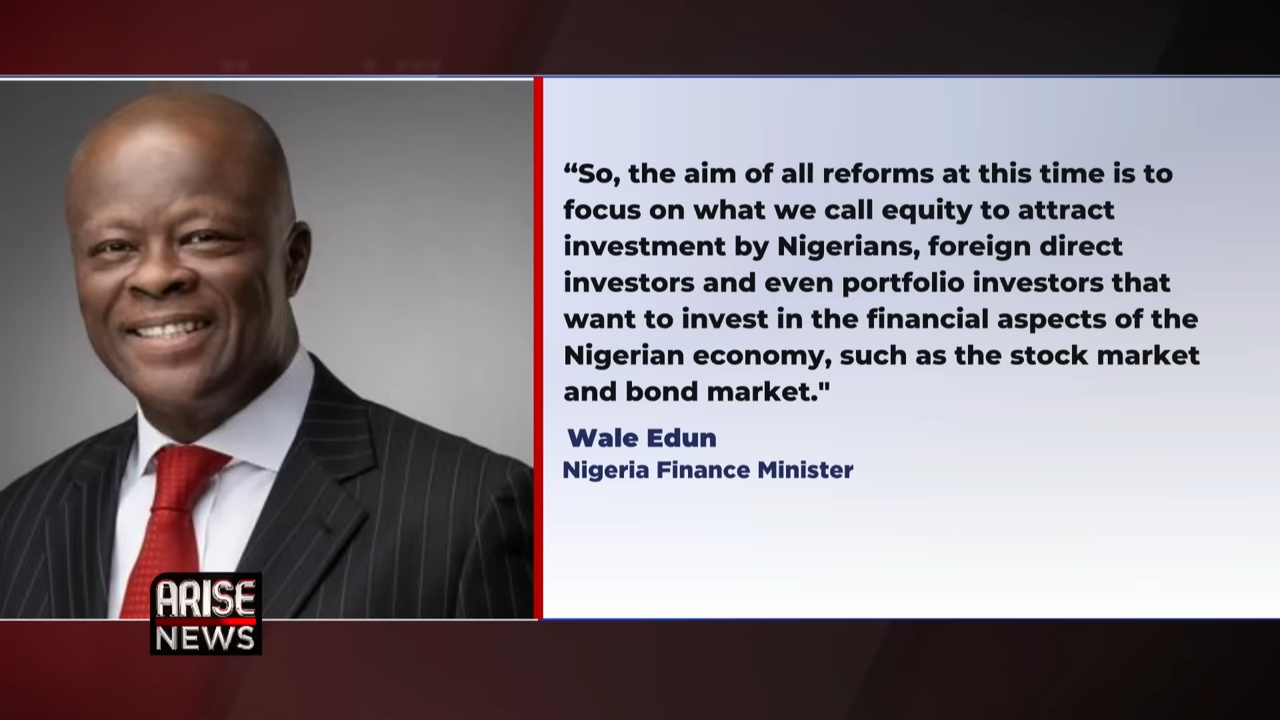 “So, the aim of all reforms at this time is to
focus on what we call equity to attract
investment by Nigerians, foreign direct
investors and even portfolio investors that
want to invest in the financial aspects of the
Nigerian economy, such as the stock market
and bond market."
Wale Edun
Nigeria Finance Minister
ARISE
NEWS